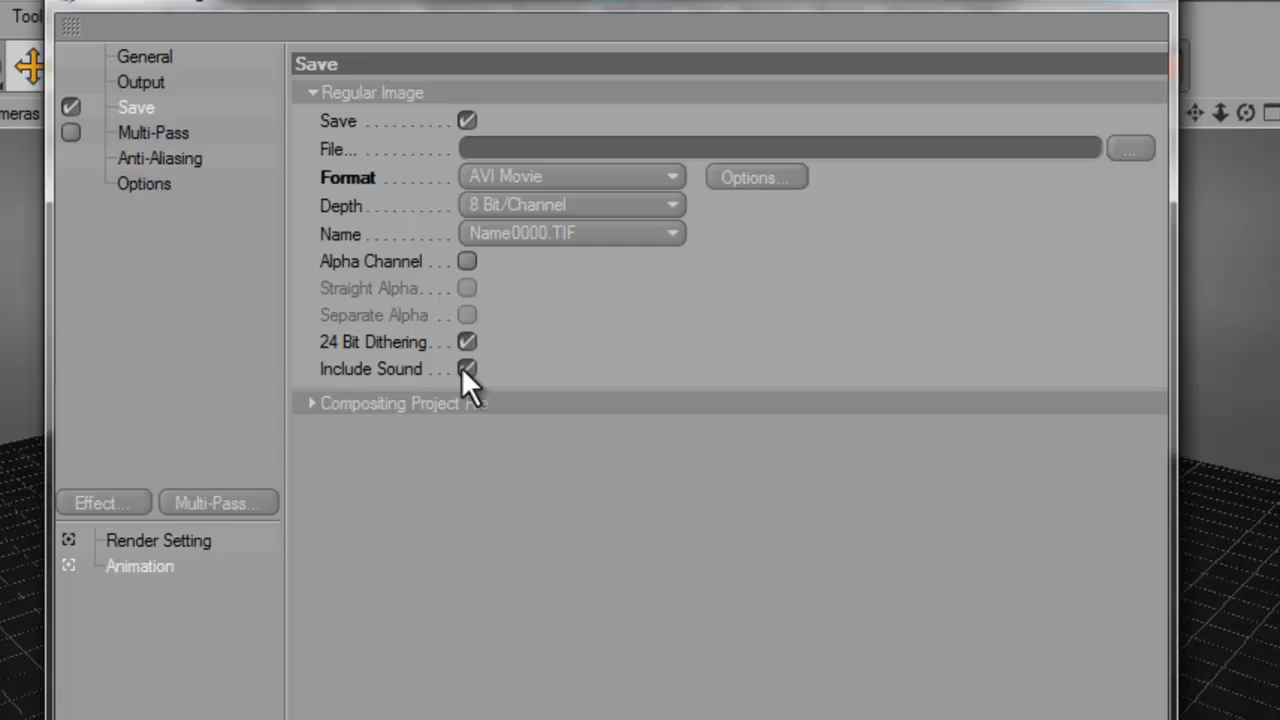 Tool
meras
General
Output
Save
Multi-Pass
Anti-Aliasing
Options
Effect...
Multi-Pass...
Render Setting
Animation
Save
Regular Image
Save . . . . . . . . . .
File... . . . . . . . . . .
...
Format . . . . . . . AVI Movie
Options...
Depth. . . . . . . . . 8 Bit/Channel
Name . . . . . . . . . Name0000.TIF
Alpha Channel . . .
Straight Alpha. . . .
Separate Alpha . .
24 Bit Dithering. . .
Include Sound . . .
Compositing Project